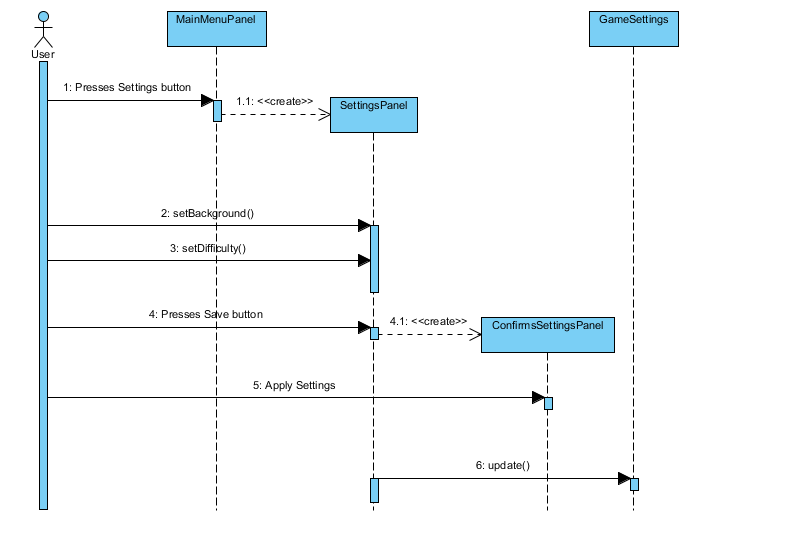 MainMenuPanel
GameSettings
User
1: Presses Settings button
1.1: <<create>>
SettingsPanel
2: setBackground()
3: setDifficulty()
4: Presses Save button
4.1: <<create>>
ConfirmsSettingsPanel
5: Apply Settings
6: update()